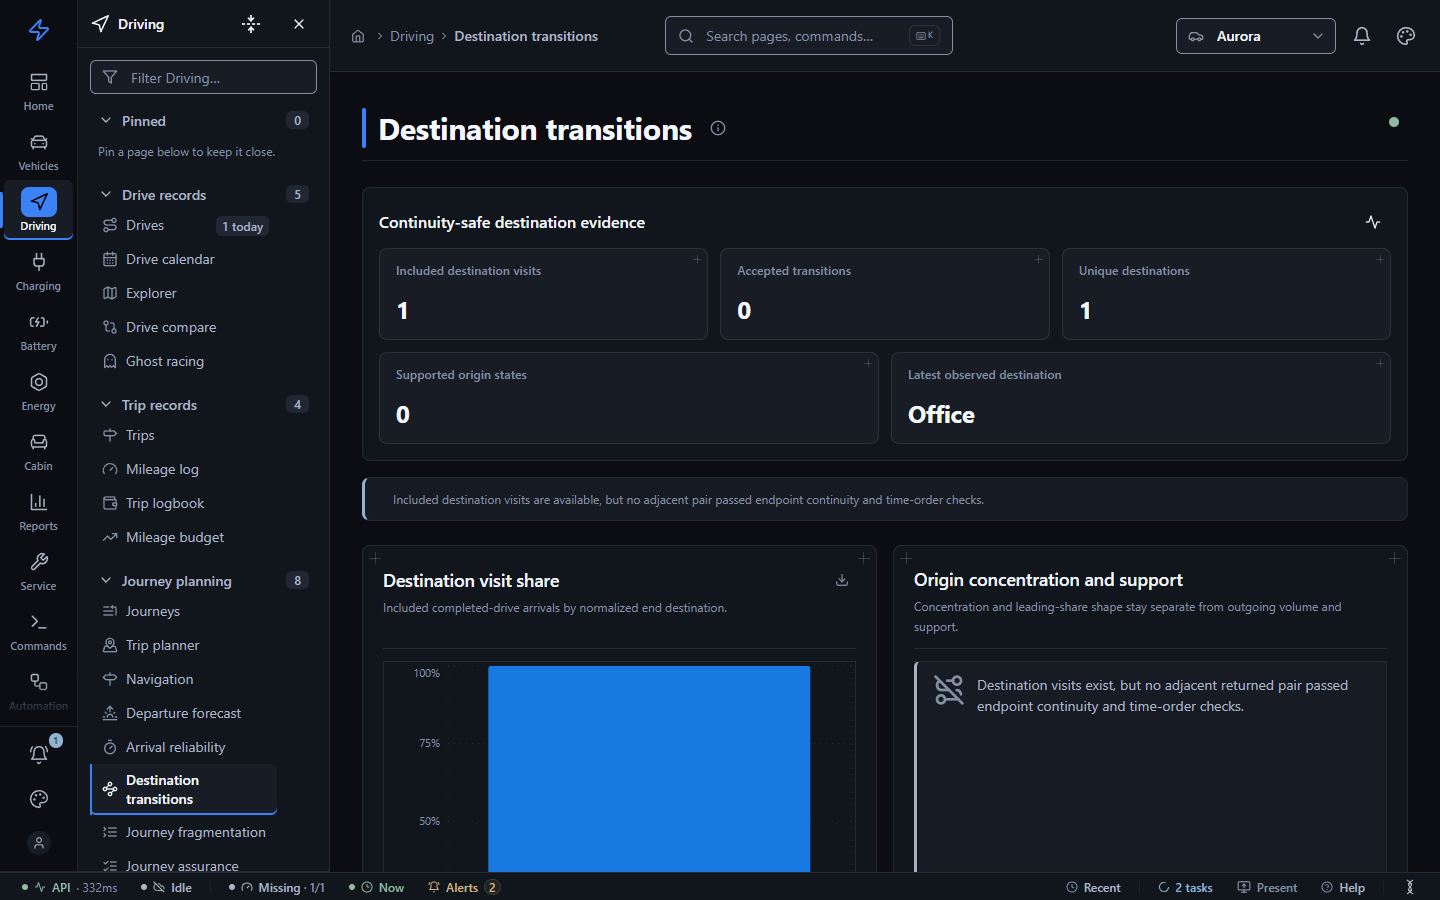 Home
Vehicles
Driving
Charging
Battery
Energy
Cabin
Reports
Service
Commands
Automation
1
Driving
Filter Driving...
Pinned 0
Pin a page below to keep it close.
Drive records 5
Drives 1 today
Drive calendar
Explorer
Drive compare
Ghost racing
Trip records 4
Trips
Mileage log
Trip logbook
Mileage budget
Journey planning 8
Journeys
Trip planner
Navigation
Departure forecast
Arrival reliability
Destination
transitions
Journey fragmentation
Journey assurance
Driving
Destination transitions
Search pages, commands...
K
Aurora
Destination transitions
Continuity-safe destination evidence
Included destination visits
1
Accepted transitions
0
Unique destinations
1
Supported origin states
0
Latest observed destination
Office
Included destination visits are available, but no adjacent pair passed endpoint continuity and time-order checks.
Destination visit share
Included completed-drive arrivals by normalized end destination.
100%
75%
50%
Origin concentration and support
Concentration and leading-share shape stay separate from outgoing volume and
support.
Destination visits exist, but no adjacent returned pair passed
endpoint continuity and time-order checks.
API · 332ms
Idle
Missing · 1/1
Now
Alerts 2
Recent
2 tasks
Present
Help